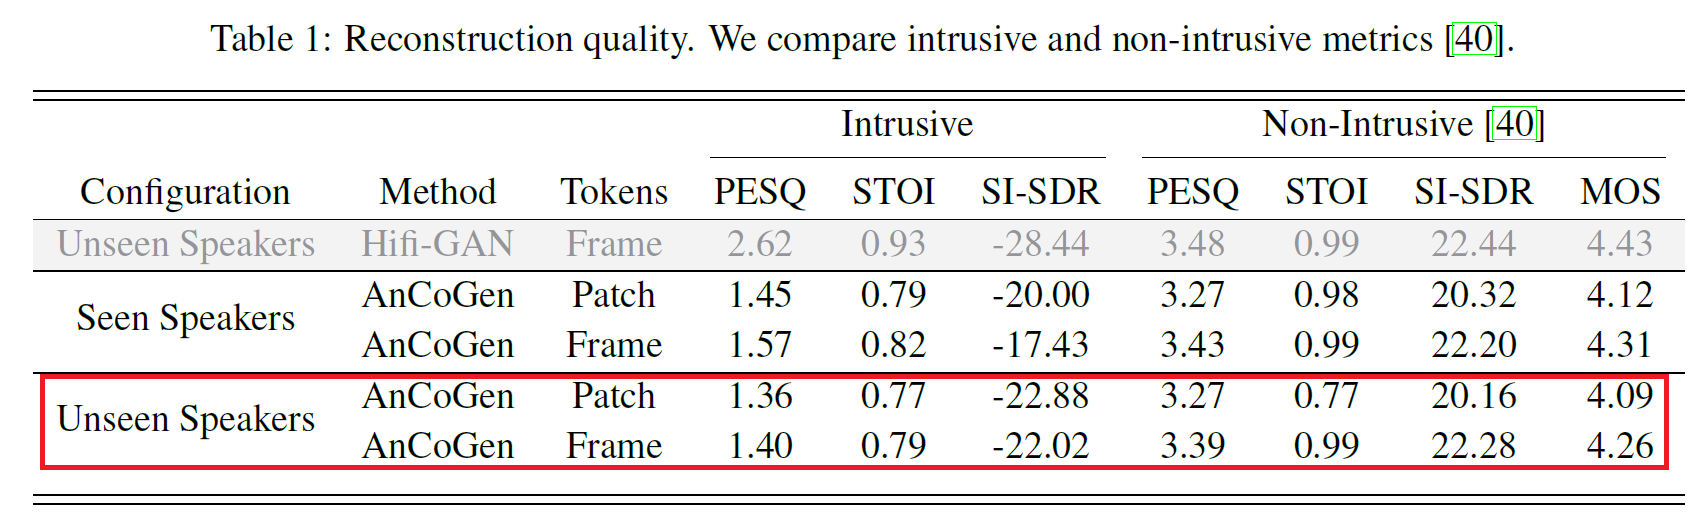 Table 1: Reconstruction quality. We compare intrusive and non-intrusive metrics [40].
Intrusive Non-Intrusive [40]
Configuration Method Tokens PESQ STOI SI-SDR PESQ STOI SI-SDR MOS
Unseen Speakers Hifi-GAN Frame 2.62 0.93 -28.44 3.48 0.99 22.44 4.43
Seen Speakers AnCoGen Patch 1.45 0.79 -20.00 3.27 0.98 20.32 4.12
AnCoGen Frame 1.57 0.82 -17.43 3.43 0.99 22.20 4.31
Unseen Speakers AnCoGen Patch 1.36 0.77 -22.88 3.27 0.77 20.16 4.09
AnCoGen Frame 1.40 0.79 -22.02 3.39 0.99 22.28 4.26